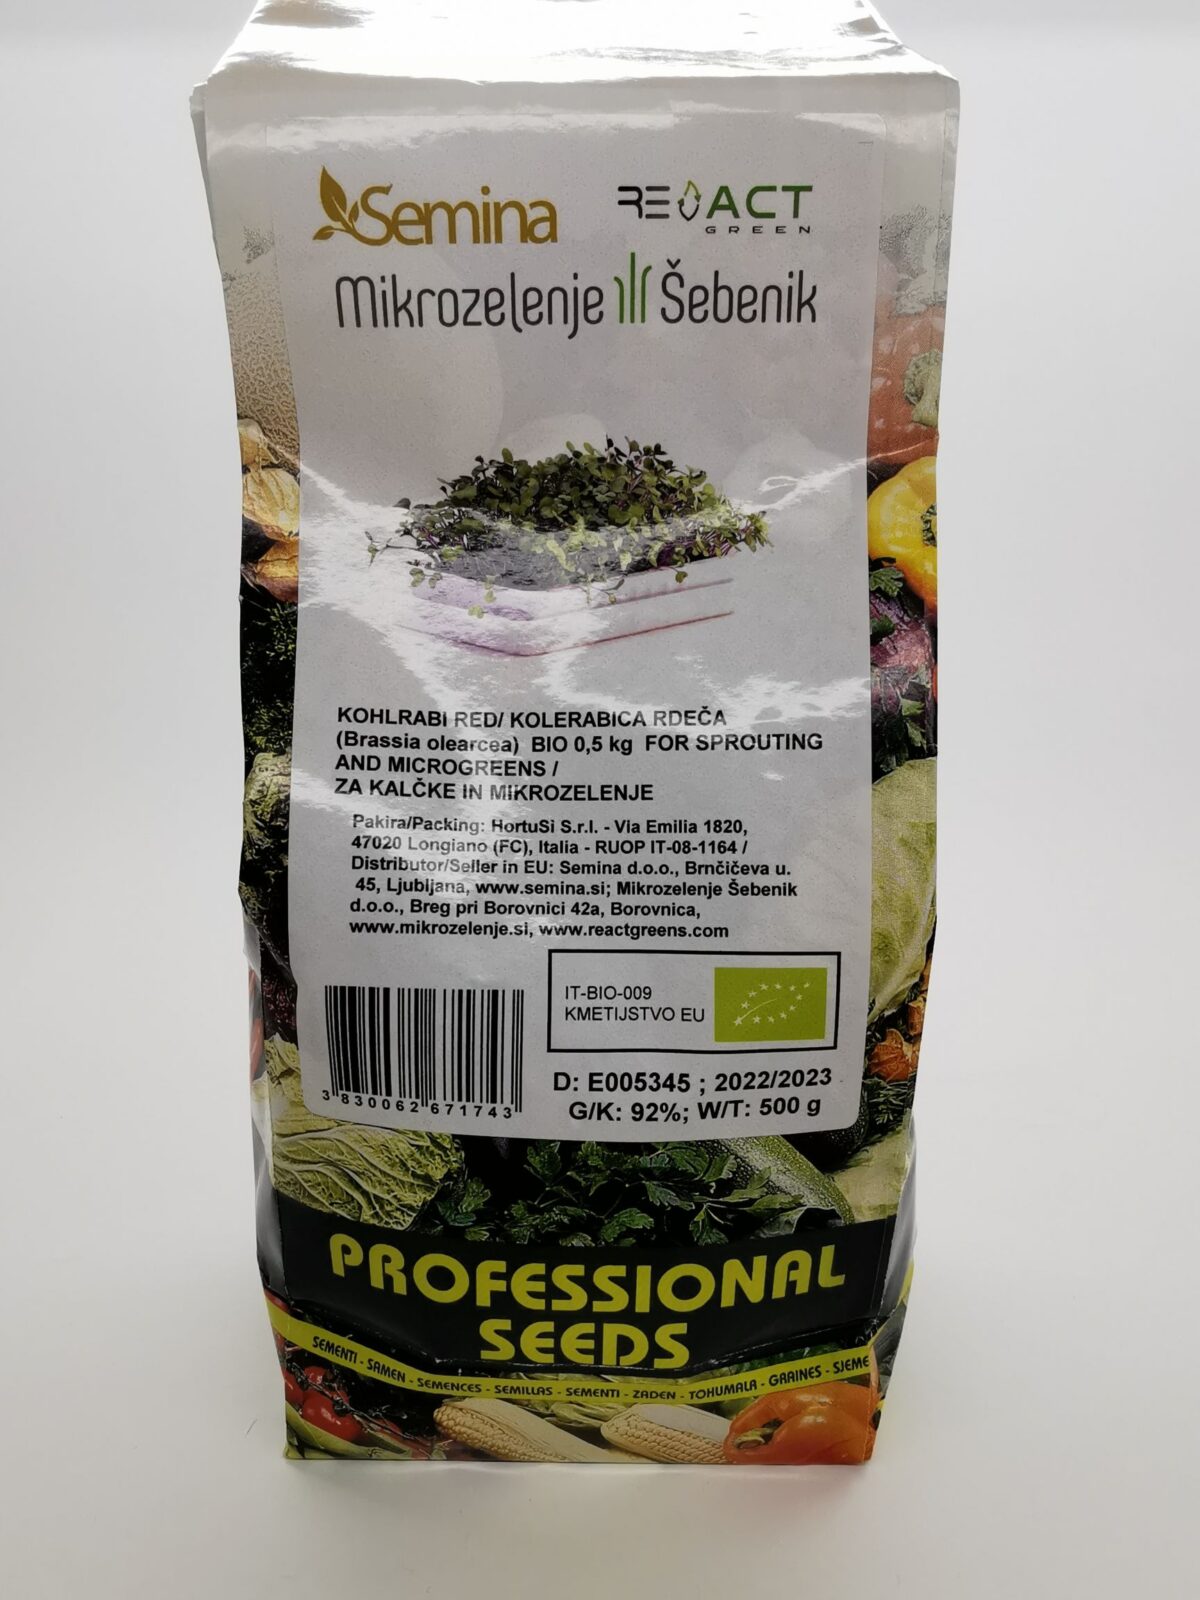 Semina
REACT
GREEN
Mikrozelenje Šebenik
KOHLRABI RED/ KOLERABICA RDEČA
(Brassia olearcea) BIO 0,5 kg FOR SPROUTING
AND MICROGREENS /
ZA KALČKE IN MIKROZELENJE
Pakira/Packing: HortuSi S.r.l. - Via Emilia 1820,
47020 Longiano (FC), Italia - RUOP IT-08-1164 /
Distributor/Seller in EU: Semina d.o.o., Brnčičeva u.
45, Ljubljana, www.semina.si; Mikrozelenje Šebenik
d.o.o., Breg pri Borovnici 42a, Borovnica,
www.mikrozelenje.si, www.reactgreens.com
IT-BIO-009
KMETIJSTVO EU
3 830062 671743
D: E005345 ; 2022/2023
G/K: 92%; W/T: 500 g
PROFESSIONAL
SEEDS
SEMENTI - SAMEN - SEMENCES - SEMILLAS - SEMENTI - ZADEN - TOHUMALA - GRAINES - SJEME